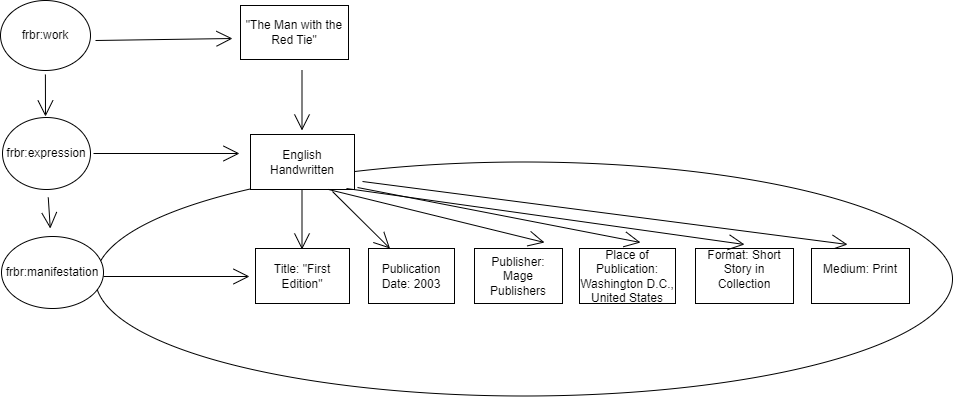 frbr:work
"The Man with the
Red Tie"
frbr:expression
English
Handwritten
frbr:manifestation
Title: "First
Edition"
Publication
Date: 2003
Publisher:
Mage
Publishers
Place of
Publication:
Washington D.C.,
United States
Format: Short
Story in
Collection
Medium: Print